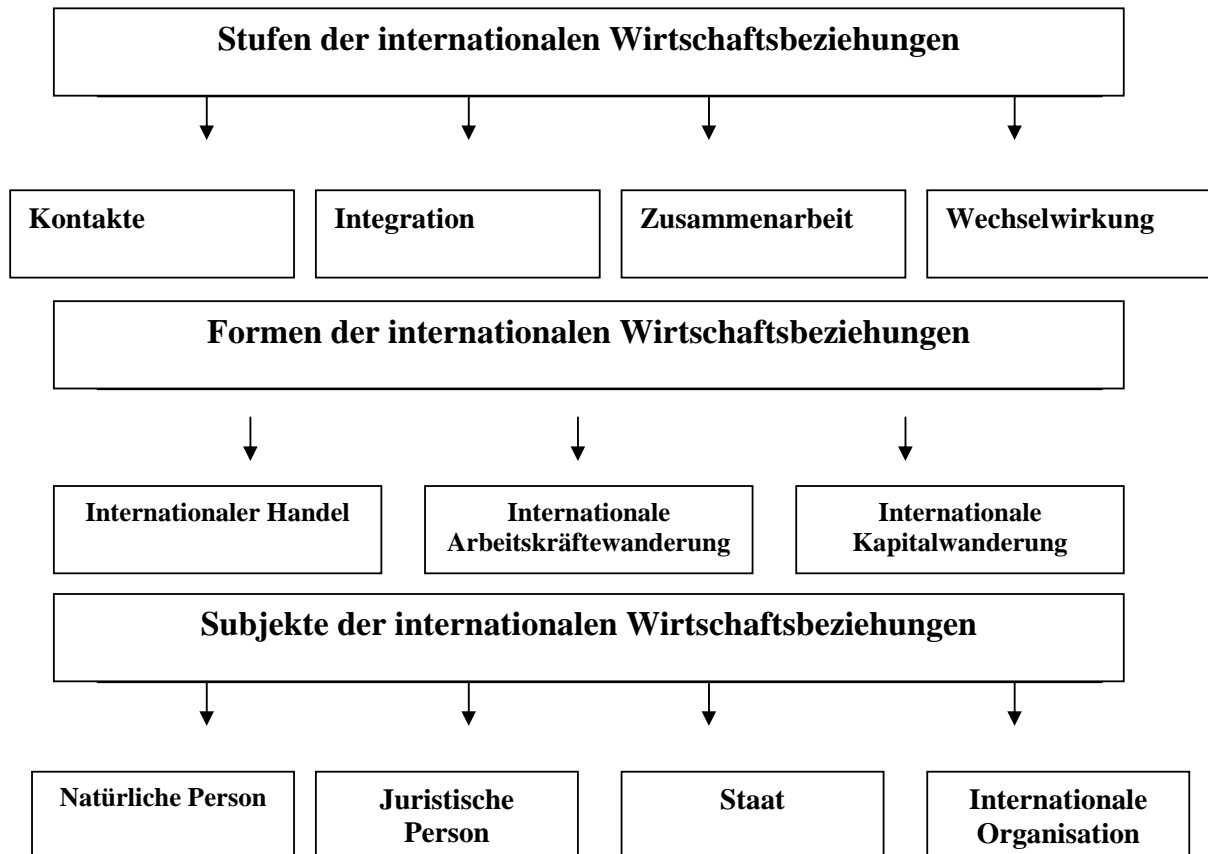 Stufen der internationalen Wirtschaftsbeziehungen
Kontakte
Integration
Zusammenarbeit
Wechselwirkung
Formen der internationalen Wirtschaftsbeziehungen
Internationaler Handel
Internationale
Arbeitskräftewanderung
Internationale
Kapitalwanderung
Subjekte der internationalen Wirtschaftsbeziehungen
Natürliche Person
Juristische
Person
Staat
Internationale
Organisation